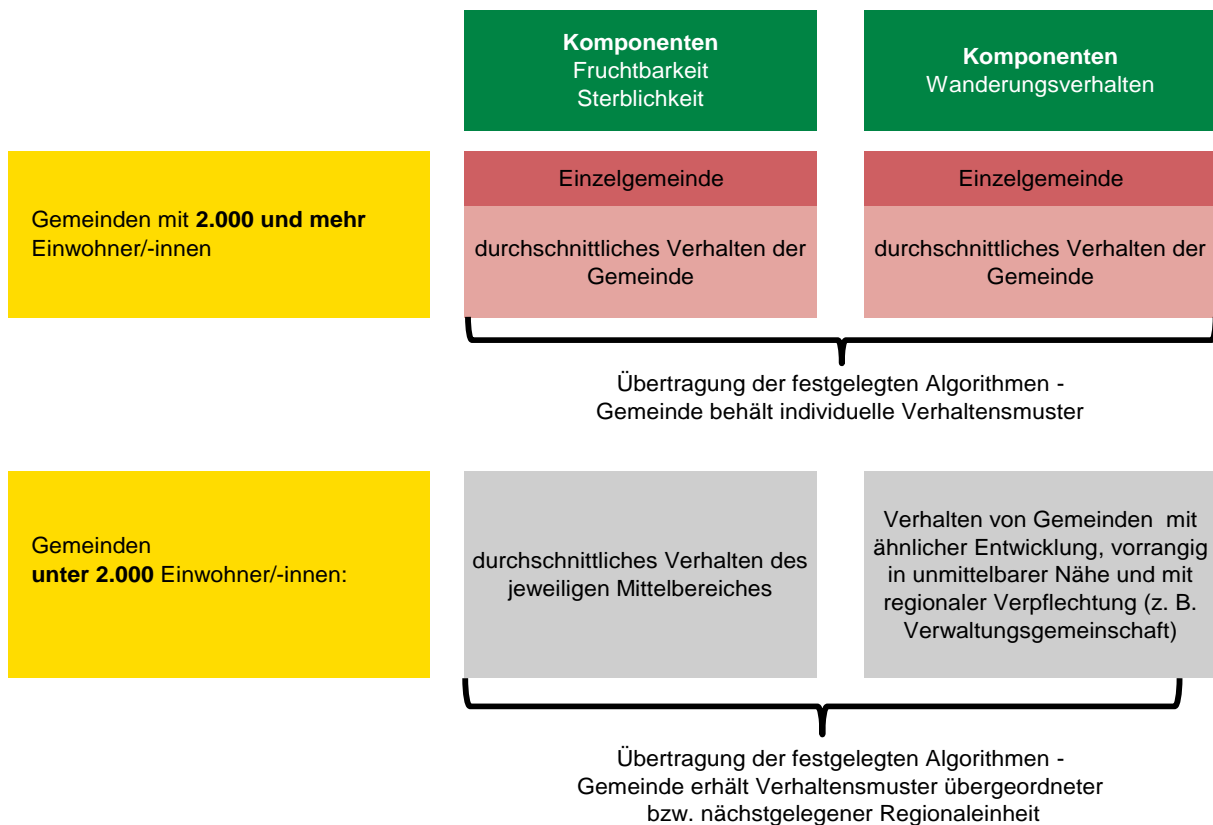 Komponenten
Fruchtbarkeit
Sterblichkeit
Komponenten
Wanderungsverhalten
Gemeinden mit 2.000 und mehr
Einwohner/-innen
Einzelgemeinde
durchschnittliches Verhalten der
Gemeinde
Einzelgemeinde
durchschnittliches Verhalten der
Gemeinde
Übertragung der festgelegten Algorithmen -
Gemeinde behält individuelle Verhaltensmuster
Gemeinden
unter 2.000 Einwohner/-innen:
durchschnittliches Verhalten des
jeweiligen Mittelbereiches
Verhalten von Gemeinden mit
ähnlicher Entwicklung, vorrangig
in unmittelbarer Nähe und mit
regionaler Verpflechtung (z. B.
Verwaltungsgemeinschaft)
Übertragung der festgelegten Algorithmen -
Gemeinde erhält Verhaltensmuster übergeordneter
bzw. nächstgelegener Regionaleinheit